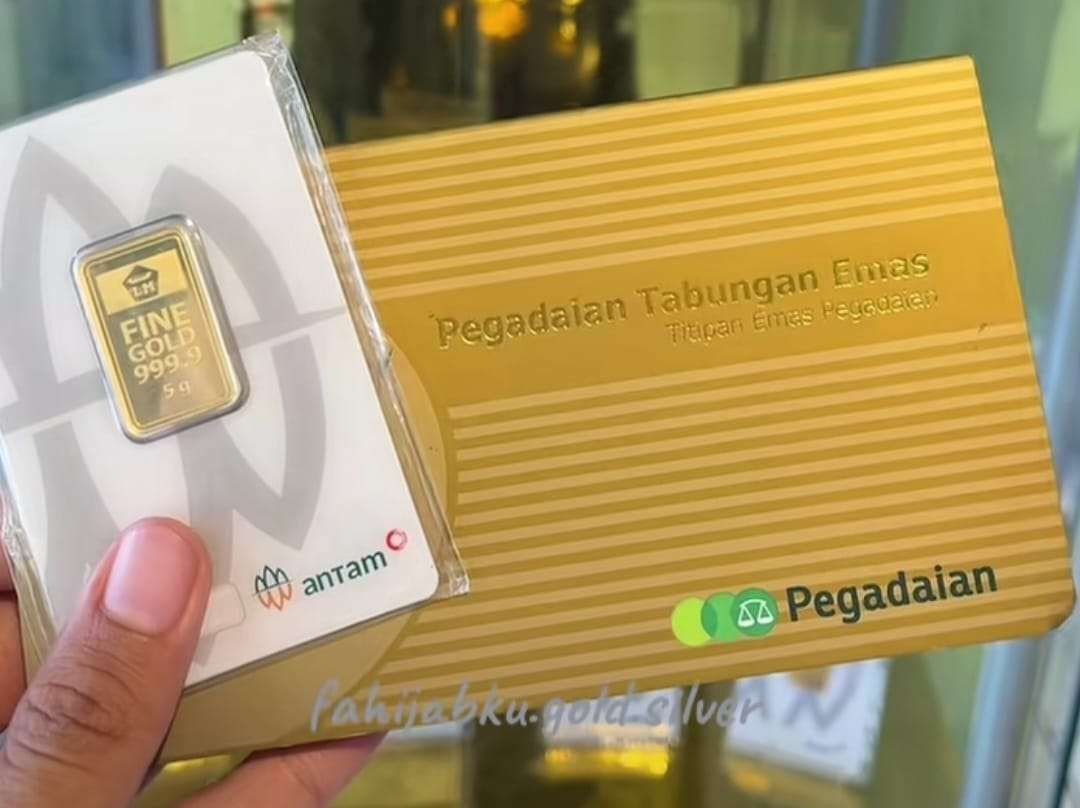 LM
FINE
GOLD
999.9
5 g
antam
Pegadaian Tabungan Emas
Titipan Emas Pegadaian
Pegadaian
fahijabku.gold.silver